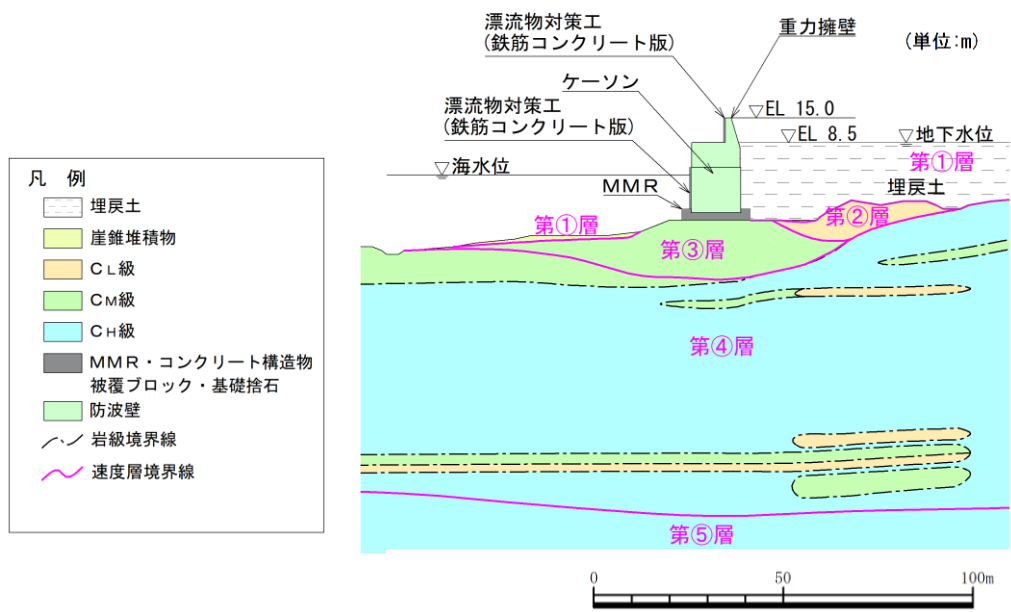 漂流物対策工
(鉄筋コンクリート版)
重力擁壁
(単位:m)
ケーソン
漂流物対策工
(鉄筋コンクリート版)
▽EL 15.0
▽EL 8.5
▽地下水位
▽海水位
第①層
埋戻土
MMR
第①層
第②層
第③層
第④層
第⑤層
凡 例
埋戻土
崖錐堆積物
CL級
CM級
CH級
MMR・コンクリート構造物
被覆ブロック・基礎捨石
防波壁
岩級境界線
速度層境界線
0 50 100m